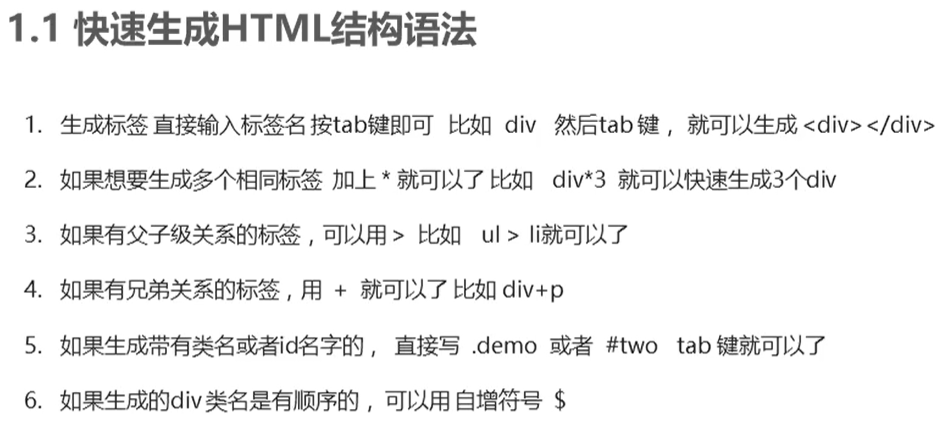 1.1 快速生成HTML结构语法
1. 生成标签 直接输入标签名 按tab键即可 比如 div 然后tab 键， 就可以生成 <div></div>
2. 如果想要生成多个相同标签 加上 * 就可以了 比如 div*3 就可以快速生成3个div
3. 如果有父子级关系的标签，可以用 > 比如 ul > li就可以了
4. 如果有兄弟关系的标签，用 + 就可以了 比如 div+p
5. 如果生成带有类名或者id名字的， 直接写 .demo 或者 #two tab 键就可以了
6. 如果生成的div 类名是有顺序的，可以用 自增符号 $